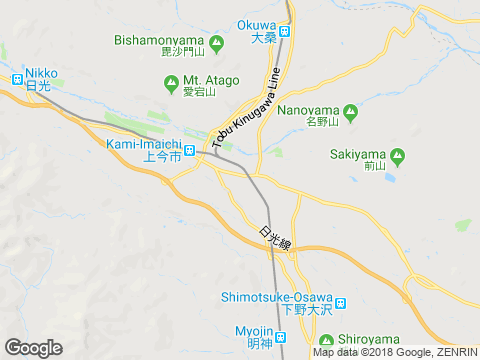 Okuwa
大桑
Bishamonyama
毘沙門山
Nikko
日光
Mt. Atago
愛宕山
Tobu Kinugawa Line
Nanoyama
名野山
Kami-Imaichi
上今市
Sakiyama
前山
日光線
Shimotsuke-Osawa
下野大沢
Myojin
明神
Shiroyama
Google
Map data ©2018 Google, ZENRIN